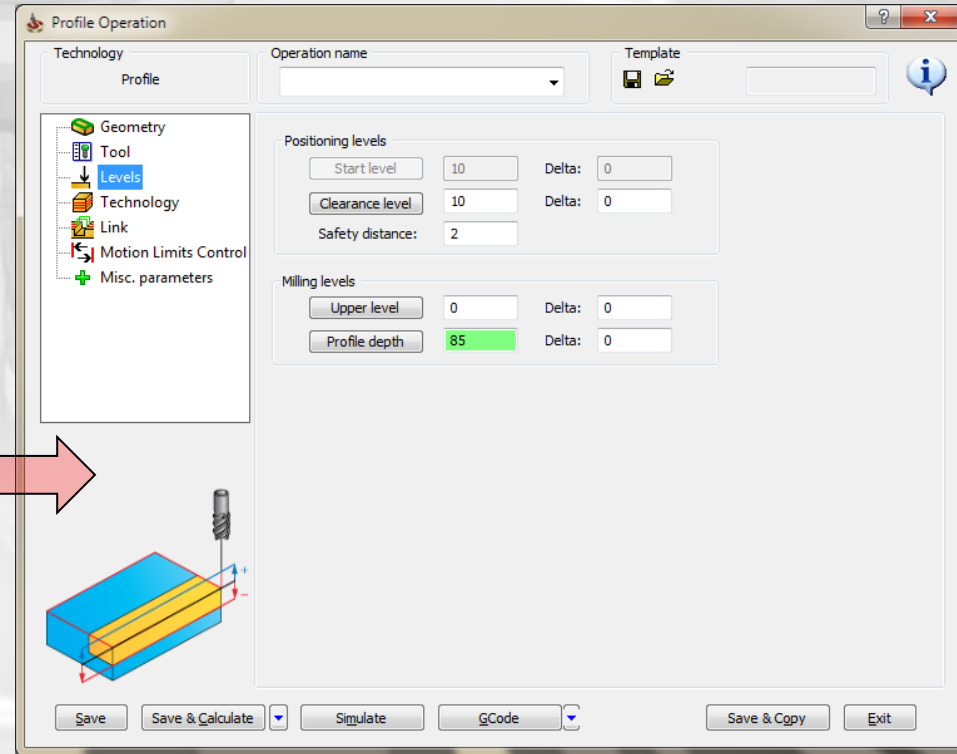 Profile Operation
Technology
Profile
Operation name
Template
Geometry
Tool
Levels
Technology
Link
Motion Limits Control
Misc. parameters
Positioning levels
Start level 10 Delta: 0
Clearance level 10 Delta: 0
Safety distance: 2
Milling levels
Upper level 0 Delta: 0
Profile depth 85 Delta: 0
+
-
Save Save & Calculate Simulate GCode Save & Copy Exit